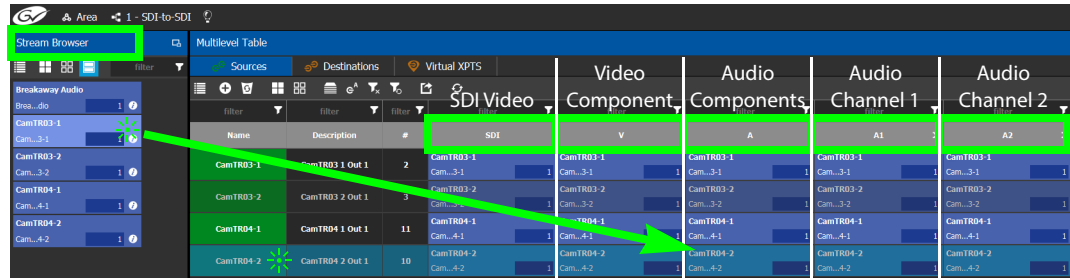 GV Area 1 - SDI-to-SDI
Stream Browser
filter
Breakaway Audio
Brea...dio 1
CamTR03-1
Cam...3-1 1
CamTR03-2
Cam...3-2 1
CamTR04-1
Cam...4-1 1
CamTR04-2
Cam...4-2 1
Multilevel Table
Sources Destinations Virtual XPTS
SDI Video
Video Component
Audio Components
Audio Channel 1
Audio Channel 2
filter filter filter filter filter filter filter
Name Description # SDI V A A1 A2
CamTR03-1 CamTR03 1 Out 1 2 CamTR03-1 CamTR03-1 CamTR03-1 CamTR03-1 CamTR03-1
Cam...3-1 1 Cam...3-1 1 Cam...3-1 1 Cam...3-1 1 Cam...3-1 1
CamTR03-2 CamTR03 2 Out 1 3 CamTR03-2 CamTR03-2 CamTR03-2 CamTR03-2 CamTR03-2
Cam...3-2 1 Cam...3-2 1 Cam...3-2 1 Cam...3-2 1 Cam...3-2 1
CamTR04-1 CamTR04 1 Out 1 11 CamTR04-1 CamTR04-1 CamTR04-1 CamTR04-1 CamTR04-1
Cam...4-1 1 Cam...4-1 1 Cam...4-1 1 Cam...4-1 1 Cam...4-1 1
CamTR04-2 CamTR04 2 Out 1 10 CamTR04-2 CamTR04-2 CamTR04-2 CamTR04-2 CamTR04-2
Cam...4-2 1 Cam...4-2 1 Cam...4-2 1 Cam...4-2 1 Cam...4-2 1